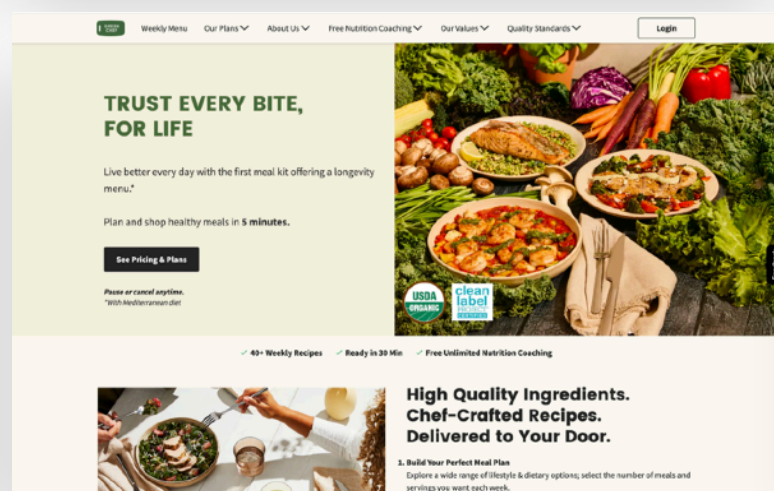 Weekly Menu Our Plans About Us Free Nutrition Coaching Our Values Quality Standards Login
TRUST EVERY BITE,
FOR LIFE
Live better every day with the first meal kit offering a longevity
menu.*
Plan and shop healthy meals in 5 minutes.
See Pricing & Plans
Pause or cancel anytime.
*With Mediterranean diet
USDA
ORGANIC
clean
label
PROJECT
CERTIFIED
40+ Weekly Recipes Ready in 30 Min Free Unlimited Nutrition Coaching
High Quality Ingredients.
Chef-Crafted Recipes.
Delivered to Your Door.
1. Build Your Perfect Meal Plan
Explore a wide range of lifestyle & dietary options; select the number of meals and
servings you want each week.